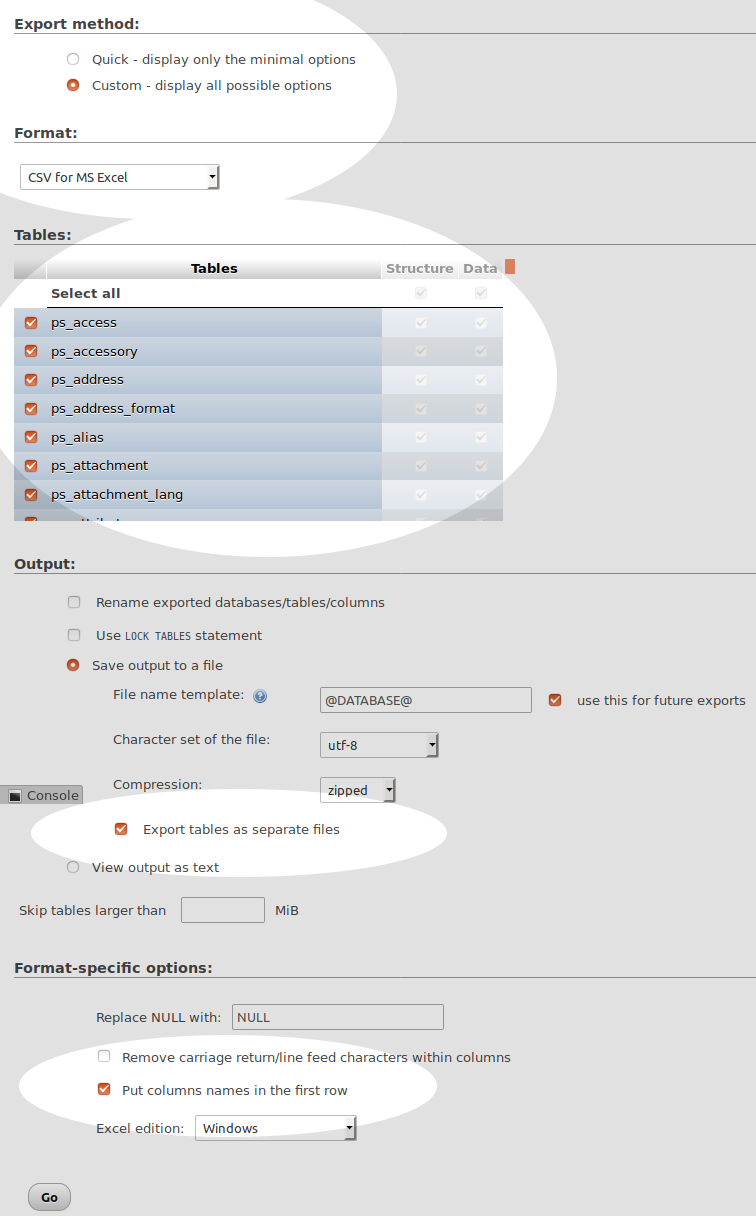 Export method:
Quick - display only the minimal options
Custom - display all possible options
Format:
CSV for MS Excel
Tables:
Tables Structure Data
Select all
ps_access
ps_accessory
ps_address
ps_address_format
ps_alias
ps_attachment
ps_attachment_lang
Output:
Rename exported databases/tables/columns
Use LOCK TABLES statement
Save output to a file
File name template: @DATABASE@ use this for future exports
Character set of the file: utf-8
Compression: zipped
Console
Export tables as separate files
View output as text
Skip tables larger than MiB
Format-specific options:
Replace NULL with: NULL
Remove carriage return/line feed characters within columns
Put columns names in the first row
Excel edition: Windows
Go